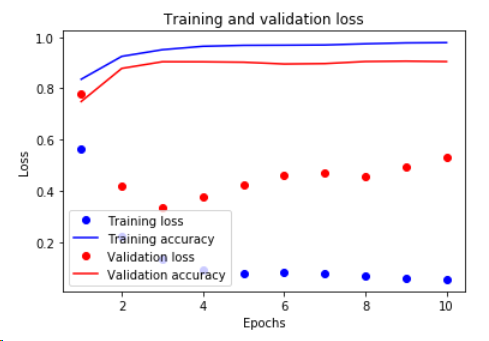 Training and validation loss
1.0
0.8
0.6
0.4
0.2
Loss
Training loss
Training accuracy
Validation loss
Validation accuracy
2
4
6
8
10
Epochs